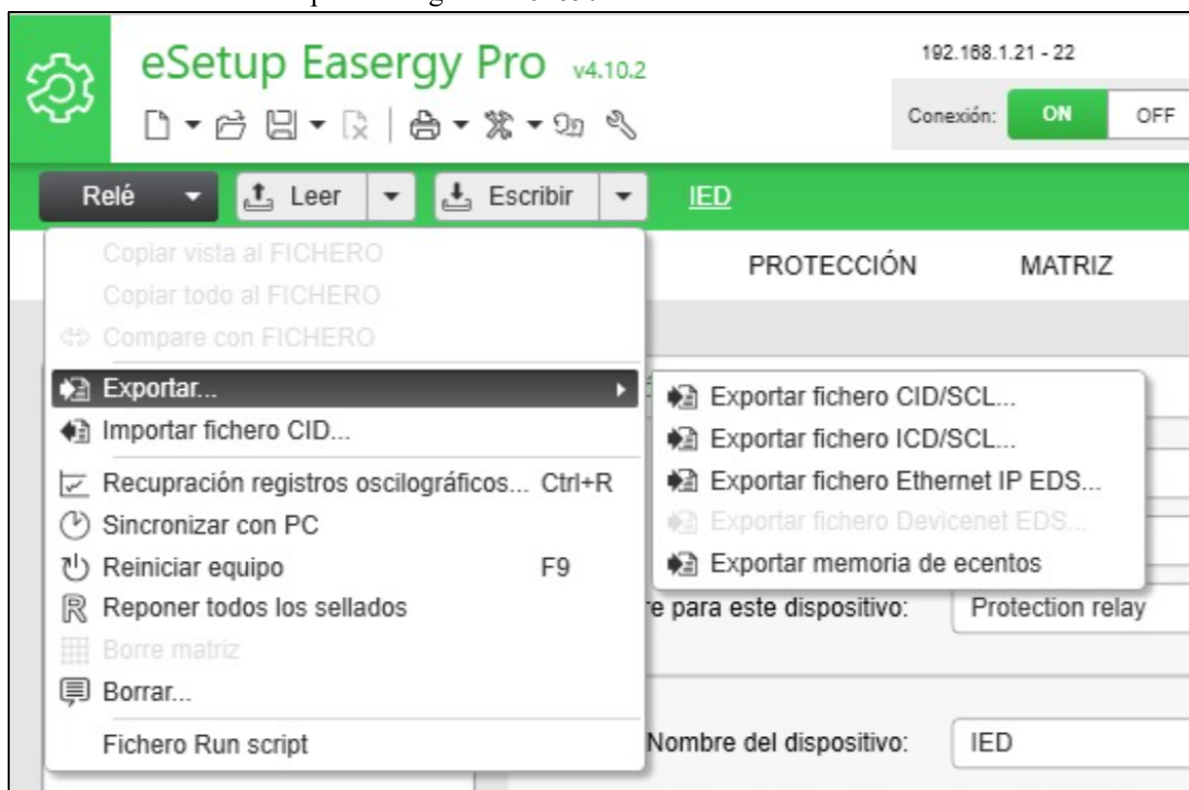 eSetup Easergy Pro v4.10.2
192.168.1.21 - 22
Conexión: ON OFF
Relé Leer Escribir IED
Copiar vista al FICHERO
Copiar todo al FICHERO
Compare con FICHERO
PROTECCIÓN MATRIZ
Exportar...
Importar fichero CID...
Recupración registros oscilográficos... Ctrl+R
Sincronizar con PC
Reiniciar equipo F9
Reponer todos los sellados
Borre matriz
Borrar...
Fichero Run script
Exportar fichero CID/SCL...
Exportar fichero ICD/SCL...
Exportar fichero Ethernet IP EDS...
Exportar fichero Devicenet EDS...
Exportar memoria de ecentos
para este dispositivo: Protection relay
Nombre del dispositivo: IED